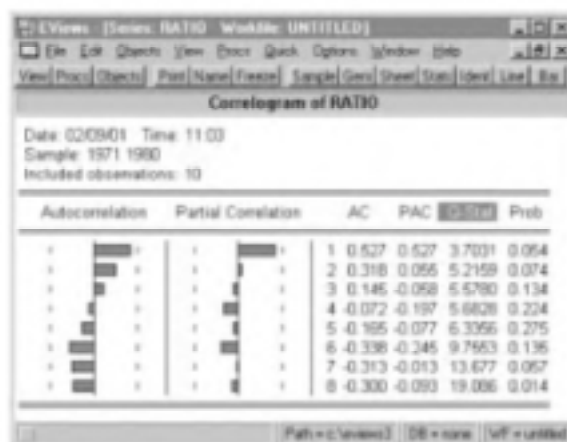 EViews - [Series: RATIO Workfile: UNTITLED]
File Edit Objects View Procs Quick Options Window Help
View Procs Objects Print Name Freeze Sample Genr Sheet Stats Ident Line Bar
Correlogram of RATIO
Date: 02/09/01 Time: 11:03
Sample: 1971 1980
Included observations: 10
Autocorrelation Partial Correlation AC PAC Q-Stat Prob
1 0.527 0.527 3.7031 0.054
2 0.318 0.055 5.2159 0.074
3 0.145 -0.058 5.5780 0.134
4 -0.072 -0.197 5.6828 0.224
5 -0.165 -0.077 6.3356 0.275
6 -0.338 -0.245 9.7553 0.135
7 -0.313 -0.013 13.677 0.057
8 -0.300 -0.093 19.086 0.014
Path = c:\eviews3 DB = none WF = untitled